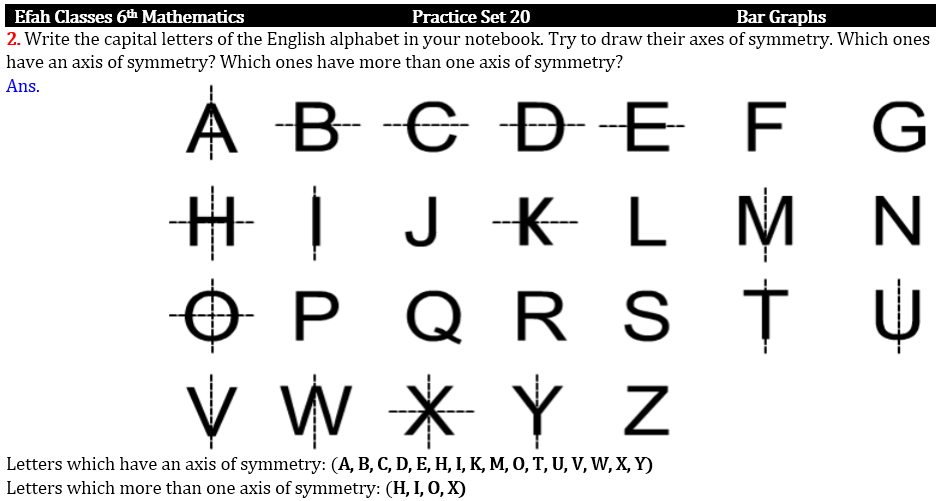 Efah Classes 6th Mathematics Practice Set 20 Bar Graphs
2. Write the capital letters of the English alphabet in your notebook. Try to draw their axes of symmetry. Which ones
have an axis of symmetry? Which ones have more than one axis of symmetry?
Ans.
A B C D E F G
H I J K L M N
O P Q R S T U
V W X Y Z
Letters which have an axis of symmetry: (A, B, C, D, E, H, I, K, M, O, T, U, V, W, X, Y)
Letters which more than one axis of symmetry: (H, I, O, X)